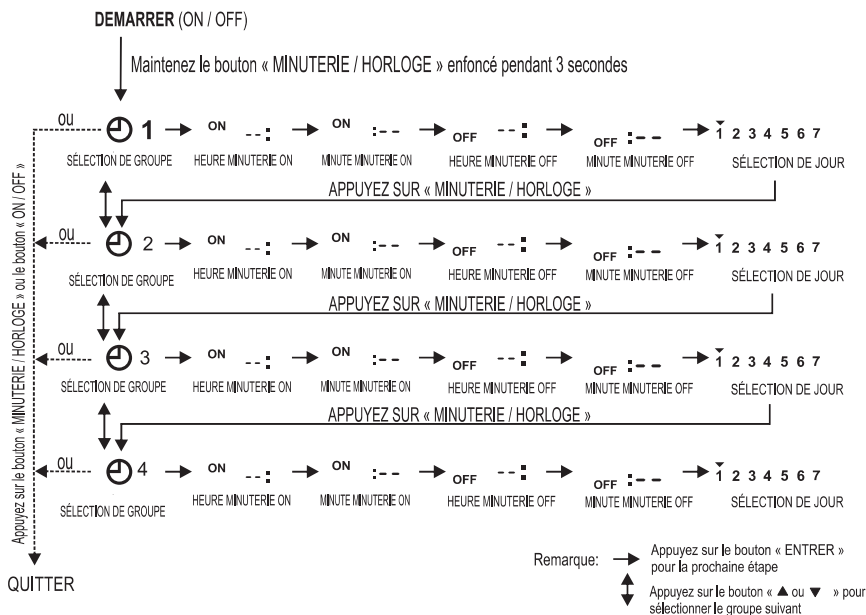 DEMARRER (ON / OFF)
Maintenez le bouton « MINUTERIE / HORLOGE » enfoncé pendant 3 secondes
ou 1 ON --: ON :-- OFF --: OFF :-- 1 2 3 4 5 6 7
SÉLECTION DE GROUPE HEURE MINUTERIE ON MINUTE MINUTERIE ON HEURE MINUTERIE OFF MINUTE MINUTERIE OFF SÉLECTION DE JOUR
APPUYEZ SUR « MINUTERIE / HORLOGE »
ou 2 ON --: ON :-- OFF --: OFF :-- 1 2 3 4 5 6 7
SÉLECTION DE GROUPE HEURE MINUTERIE ON MINUTE MINUTERIE ON HEURE MINUTERIE OFF MINUTE MINUTERIE OFF SÉLECTION DE JOUR
APPUYEZ SUR « MINUTERIE / HORLOGE »
ou 3 ON --: ON :-- OFF --: OFF :-- 1 2 3 4 5 6 7
SÉLECTION DE GROUPE HEURE MINUTERIE ON MINUTE MINUTERIE ON HEURE MINUTERIE OFF MINUTE MINUTERIE OFF SÉLECTION DE JOUR
APPUYEZ SUR « MINUTERIE / HORLOGE »
ou 4 ON --: ON :-- OFF --: OFF :-- 1 2 3 4 5 6 7
SÉLECTION DE GROUPE HEURE MINUTERIE ON MINUTE MINUTERIE ON HEURE MINUTERIE OFF MINUTE MINUTERIE OFF SÉLECTION DE JOUR
Appuyez sur le bouton « MINUTERIE / HORLOGE » ou le bouton « ON / OFF »
QUITTER
Remarque: → Appuyez sur le bouton « ENTRER »
pour la prochaine étape
Appuyez sur le bouton « ▲ ou ▼ » pour
sélectionner le groupe suivant